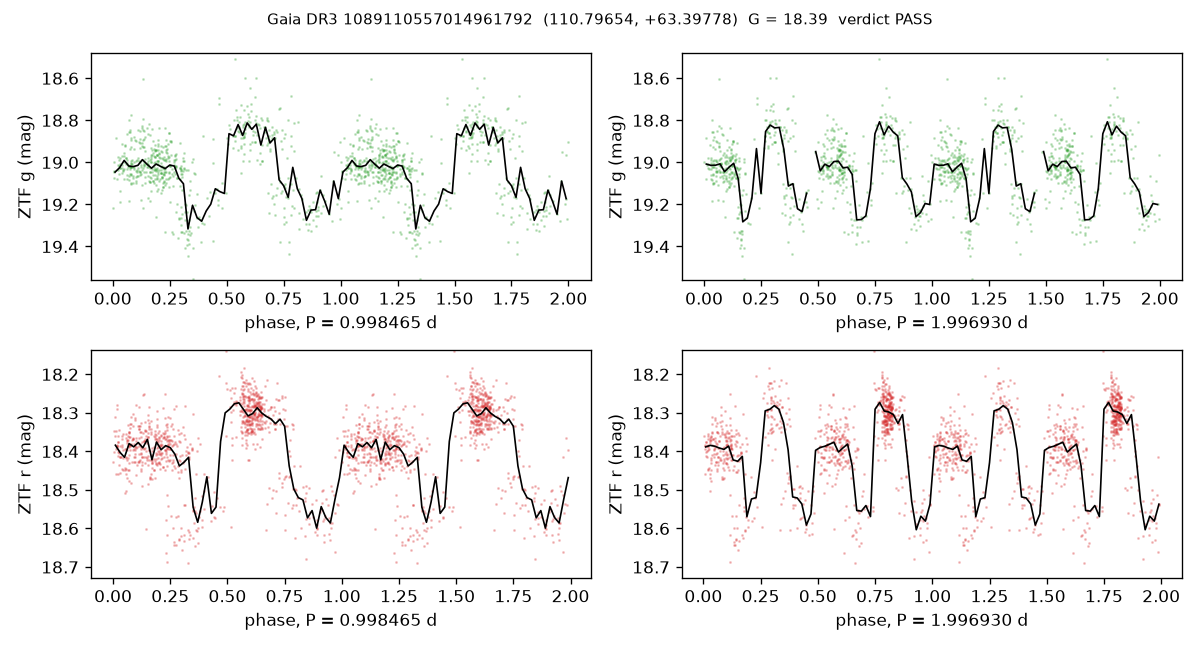 Gaia DR3 1089110557014961792 (110.79654, +63.39778) G = 18.39 verdict PASS
ZTF g (mag)
18.6
18.8
19.0
19.2
19.4
0.00 0.25 0.50 0.75 1.00 1.25 1.50 1.75 2.00
phase, P = 0.998465 d
ZTF g (mag)
18.6
18.8
19.0
19.2
19.4
0.00 0.25 0.50 0.75 1.00 1.25 1.50 1.75 2.00
phase, P = 1.996930 d
ZTF r (mag)
18.2
18.3
18.4
18.5
18.6
18.7
0.00 0.25 0.50 0.75 1.00 1.25 1.50 1.75 2.00
phase, P = 0.998465 d
ZTF r (mag)
18.2
18.3
18.4
18.5
18.6
18.7
0.00 0.25 0.50 0.75 1.00 1.25 1.50 1.75 2.00
phase, P = 1.996930 d